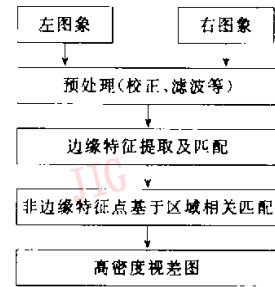 左图象
右图象
预处理(校正、滤波等)
边缘特征提取及匹配
JIG
非边缘特征点基于区域相关匹配
高密度视差图